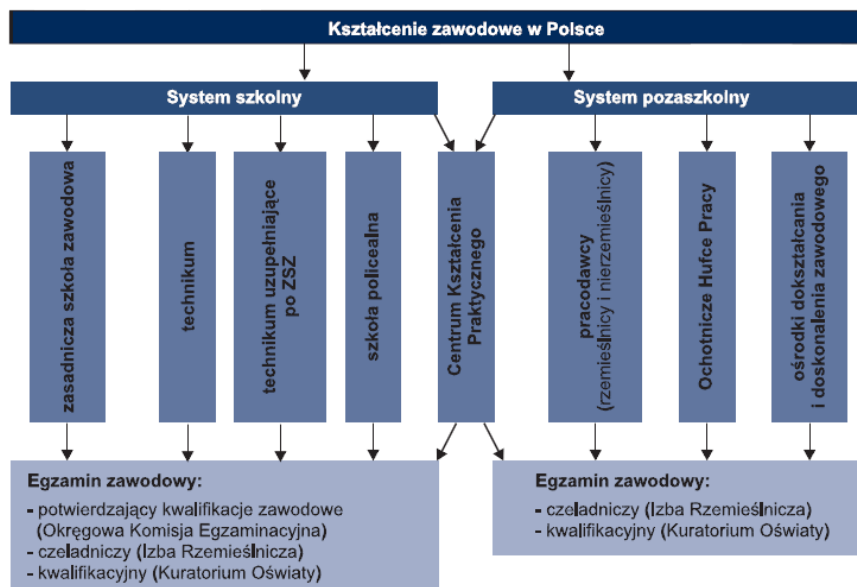 Kształcenie zawodowe w Polsce
System szkolny
System pozaszkolny
zasadnicza szkoła zawodowa
technikum
technikum uzupełniające
po ZSZ
szkoła policealna
Centrum Kształcenia
Praktycznego
pracodawcy
(rzemieślnicy i nierzemieślnicy)
Ochotnicze Hufce Pracy
ośrodki dokształcania
i doskonalenia zawodowego
Egzamin zawodowy:
- potwierdzający kwalifikacje zawodowe
(Okręgowa Komisja Egzaminacyjna)
- czeladniczy (Izba Rzemieślnicza)
- kwalifikacyjny (Kuratorium Oświaty)
Egzamin zawodowy:
- czeladniczy (Izba Rzemieślnicza)
- kwalifikacyjny (Kuratorium Oświaty)